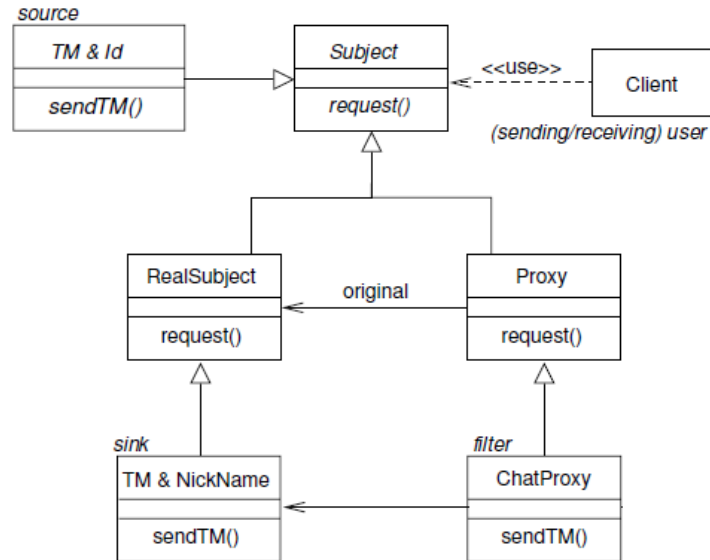 source
TM & Id
sendTM()
Subject
request()
<<use>>
Client
(sending/receiving) user
RealSubject
request()
original
Proxy
request()
sink
TM & NickName
sendTM()
filter
ChatProxy
sendTM()